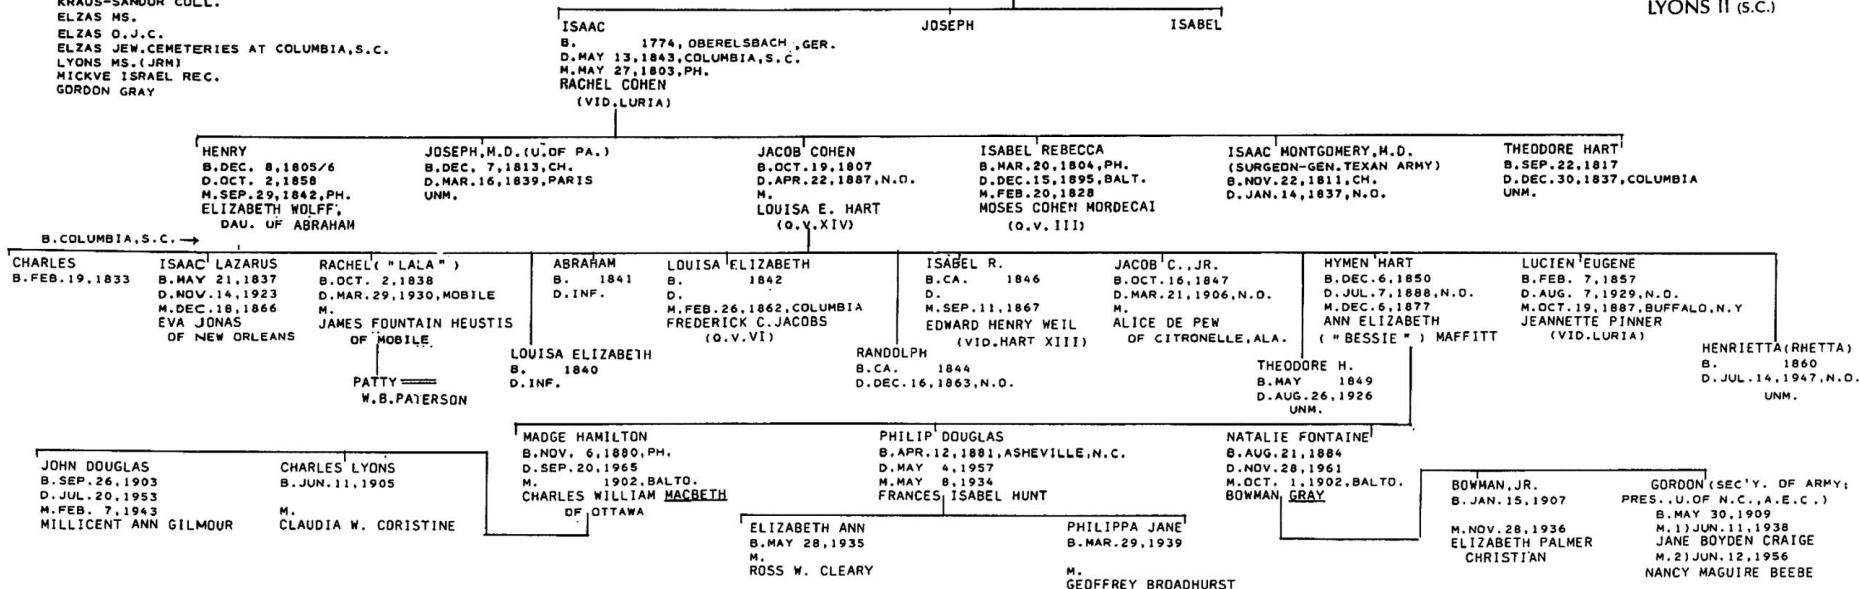 KRAUS-SANDOR COLL.
ELZAS MS.
ELZAS O.J.C.
ELZAS JEW.CEMETERIES AT COLUMBIA,S.C.
LYONS MS.(JRM)
MICKVE ISRAEL REC.
GORDON GRAY
LYONS II (S.C.)
ISAAC
B. 1774, OBERELSBACH,GER.
D.MAY 13,1843,COLUMBIA,S.C.
M.MAY 27,1803,PH.
RACHEL COHEN
(VID.LURIA)
JOSEPH
ISABEL
HENRY
B.DEC. 8,1805/6
D.OCT. 2,1858
M.SEP.29,1842,PH.
ELIZABETH WOLFF,
DAU. OF ABRAHAM
JOSEPH,M.D.(U.OF PA.)
B.DEC. 7,1813,CH.
D.MAR.16,1839,PARIS
UNM.
JACOB COHEN
B.OCT.19,1807
D.APR.22,1887,N.O.
M.
LOUISA E. HART
(Q.V.XIV)
ISABEL REBECCA
B.MAR.20,1804,PH.
D.DEC.15,1895,BALT.
M.FEB.20,1828
MOSES COHEN MORDECAI
(Q.V.III)
ISAAC MONTGOMERY,M.D.
(SURGEON-GEN.TEXAN ARMY)
B.NOV.22,1811,CH.
D.JAN.14,1837,N.O.
THEODORE HART
B.SEP.22,1817
D.DEC.30,1837,COLUMBIA
UNM.
B.COLUMBIA,S.C.→
CHARLES
B.FEB.19,1833
ISAAC LAZARUS
B.MAY 21,1837
D.NOV.14,1923
M.DEC.18,1866
EVA JONAS
OF NEW ORLEANS
RACHEL("LALA")
B.OCT. 2,1838
D.MAR.29,1930,MOBILE
M.
JAMES FOUNTAIN HEUSTIS
OF MOBILE
PATTY
W.B.PATERSON
LOUISA ELIZABETH
B. 1840
D.INF.
ABRAHAM
B. 1841
D.INF.
LOUISA ELIZABETH
B. 1842
D.
M.FEB.26,1862,COLUMBIA
FREDERICK C.JACOBS
(Q.V.VI)
RANDOLPH
B.CA. 1844
D.DEC.16,1863,N.O.
ISABEL R.
B.CA. 1846
D.
M.SEP.11,1867
EDWARD HENRY WEIL
(VID.HART XIII)
JACOB C.,JR.
B.OCT.16,1847
D.MAR.21,1906,N.O.
M.
ALICE DE PEW
OF CITRONELLE,ALA.
THEODORE H.
B.MAY 1849
D.AUG.26,1926
UNM.
HYMEN HART
B.DEC.6,1850
D.JUL.7,1888,N.O.
M.DEC.6,1877
ANN ELIZABETH
("BESSIE") MAFFITT
LUCIEN EUGENE
B.FEB. 7,1857
D.AUG. 7,1929,N.O.
M.OCT.19,1887,BUFFALO,N.Y
JEANNETTE PINNER
(VID.LURIA)
HENRIETTA(RHETTA)
B. 1860
D.JUL.14,1947,N.O.
UNM.
MADGE HAMILTON
B.NOV. 6,1880,PH.
D.SEP.20,1965
M. 1902,BALTO.
CHARLES WILLIAM MACBETH
OF OTTAWA
PHILIP DOUGLAS
B.APR.12,1881,ASHEVILLE,N.C.
D.MAY 4,1957
M.MAY 8,1934
FRANCES ISABEL HUNT
NATALIE FONTAINE
B.AUG.21,1884
D.NOV.28,1961
M.OCT. 1,1902,BALTO.
BOWMAN GRAY
JOHN DOUGLAS
B.SEP.26,1903
D.JUL.20,1953
M.FEB. 7,1943
MILLICENT ANN GILMOUR
CHARLES LYONS
B.JUN.11,1905
M.
CLAUDIA W. CORISTINE
ELIZABETH ANN
B.MAY 28,1935
M.
ROSS W. CLEARY
PHILIPPA JANE
B.MAR.29,1939
M.
GEOFFREY BROADHURST
BOWMAN,JR.
B.JAN.15,1907
M.NOV.28,1936
ELIZABETH PALMER
CHRISTIAN
GORDON(SEC'Y. OF ARMY;
PRES.,U.OF N.C.,A.E.C.)
B.MAY 30,1909
M.1)JUN.11,1938
JANE BOYDEN CRAIGE
M.2)JUN.12,1956
NANCY MAGUIRE BEEBE